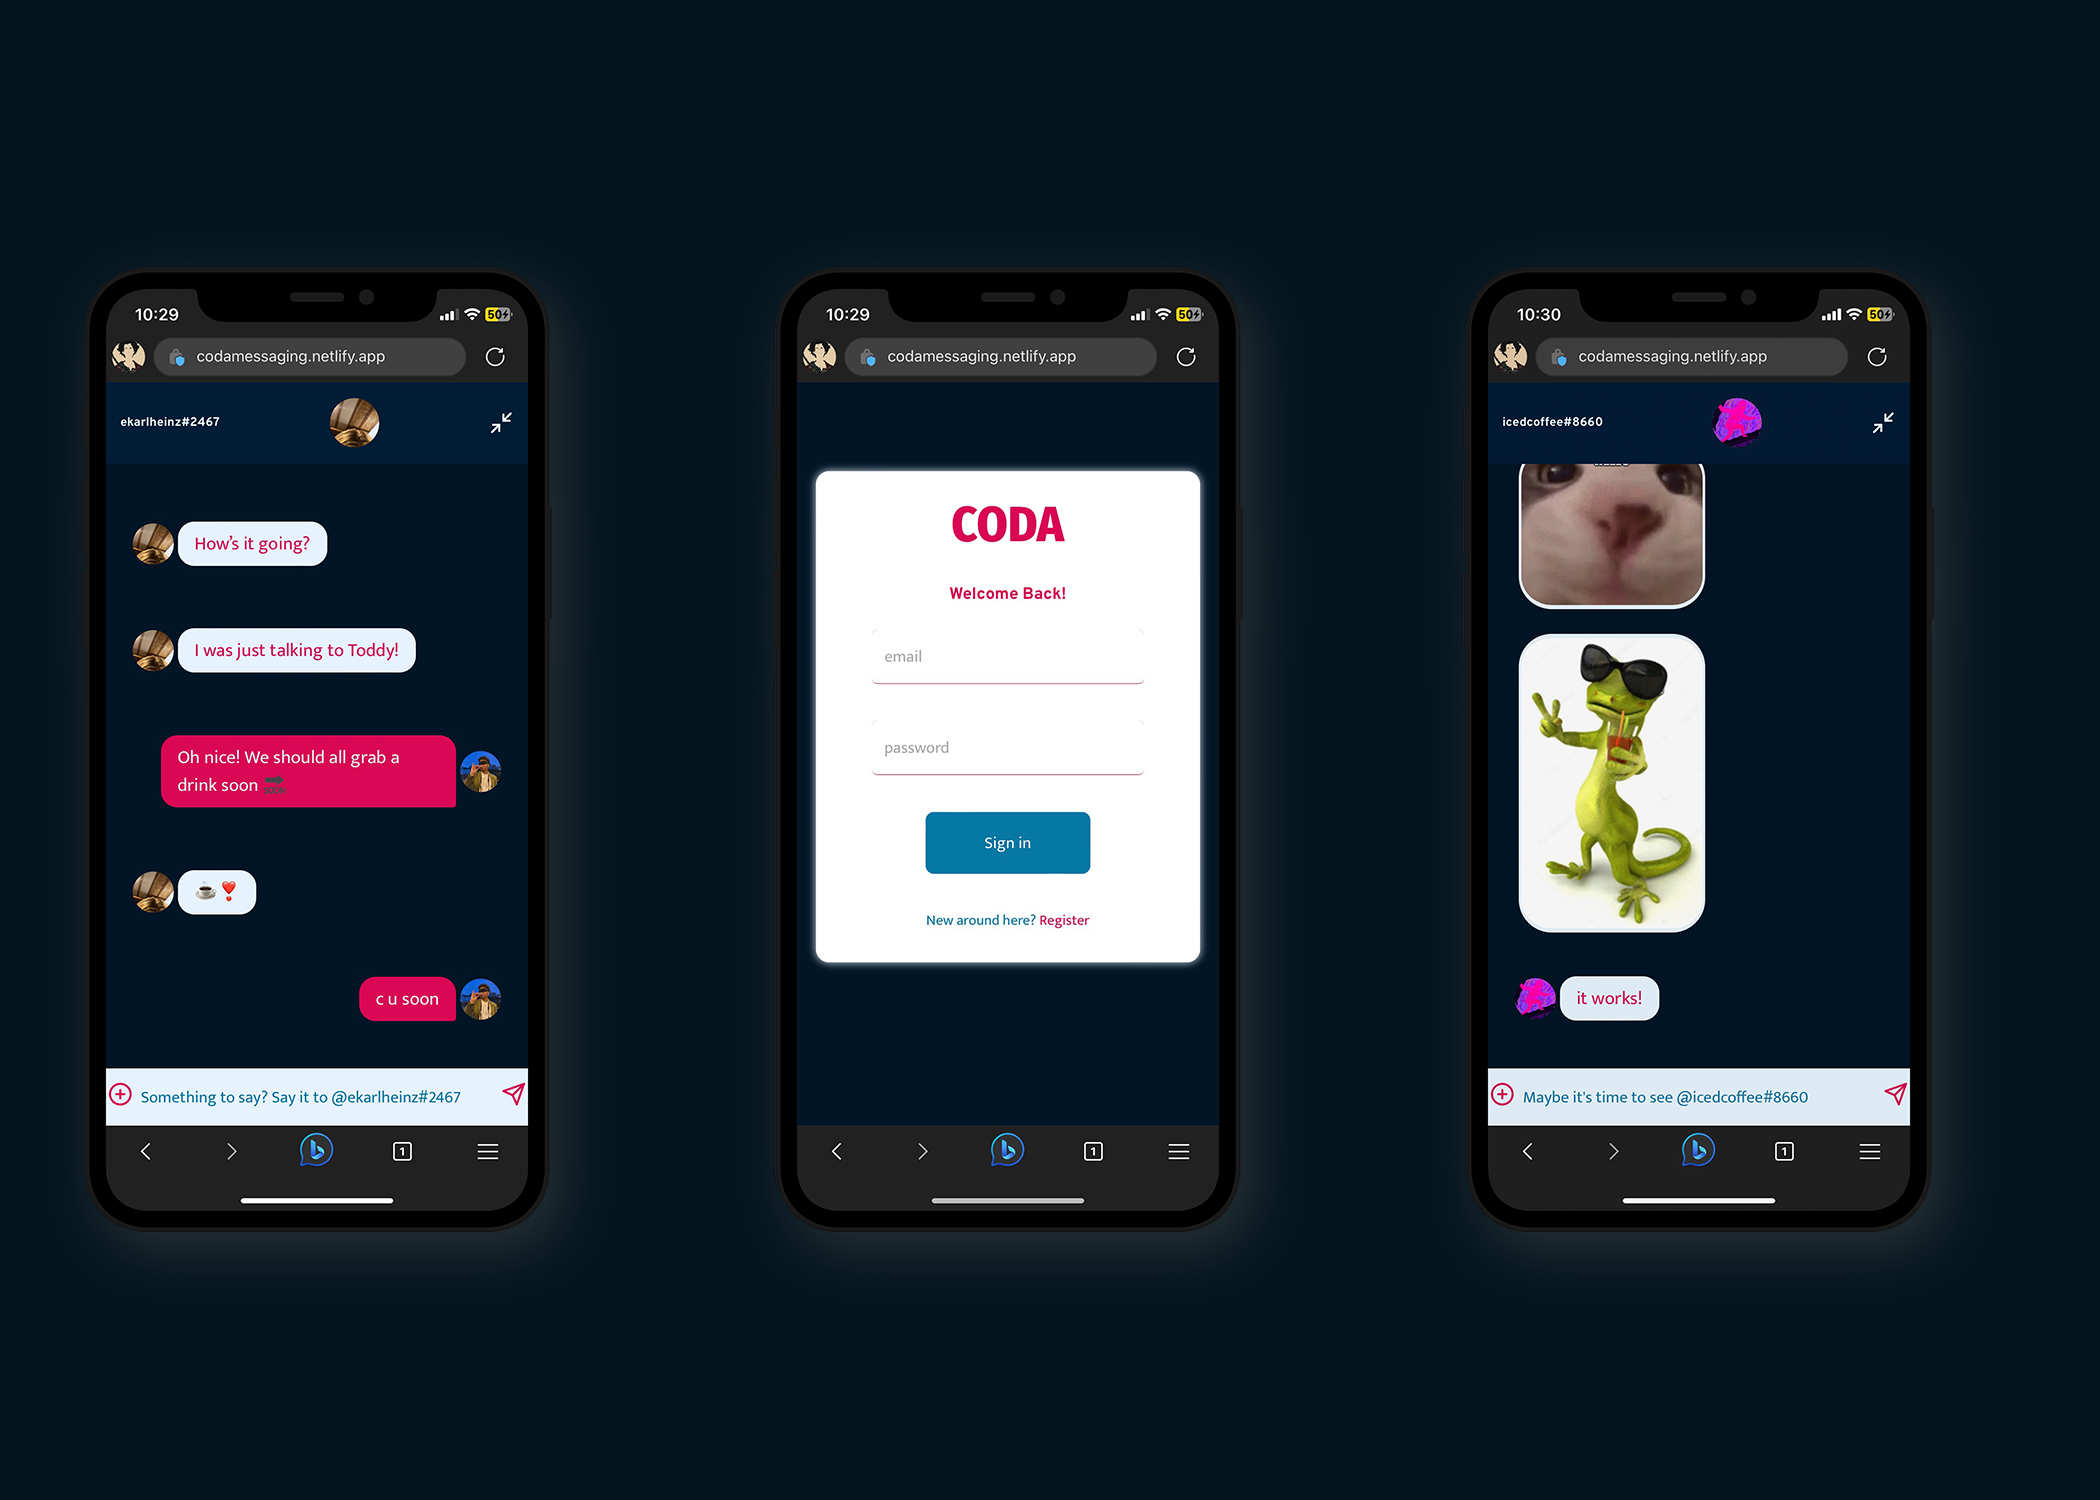 10:29
50
codamessaging.netlify.app
ekarlheinz#2467
How's it going?
I was just talking to Toddy!
Oh nice! We should all grab a
drink soon
c u soon
Something to say? Say it to @ekarlheinz#2467
1
10:29
50
codamessaging.netlify.app
CODA
Welcome Back!
email
password
Sign in
New around here? Register
1
10:30
50
codamessaging.netlify.app
icedcoffee#8660
it works!
Maybe it's time to see @icedcoffee#8660
1